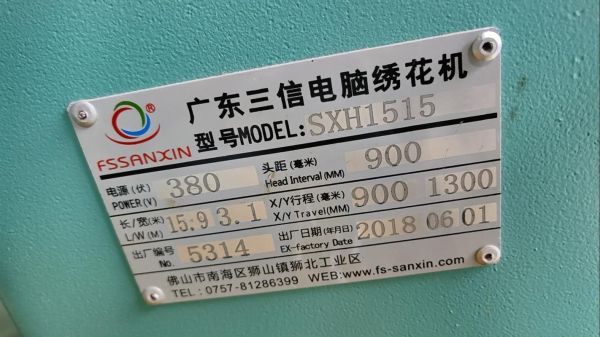 ® 广东三信电脑绣花机
FSSANXIN 型号MODEL: SXH1515
电源(伏) POWER(V) 380 头距(毫米) Head Interval(MM) 900
长/宽(米) L/W(M) 15.9 3.1 X/Y行程(毫米) X/Y Travel(MM) 900 1300
出厂编号 No. 5314 出厂日期(年月日) EX-factory Date 2018 06 01
佛山市南海区狮山镇狮北工业区
TEL:0757-81286399 WEB:www.fs-sanxin.com